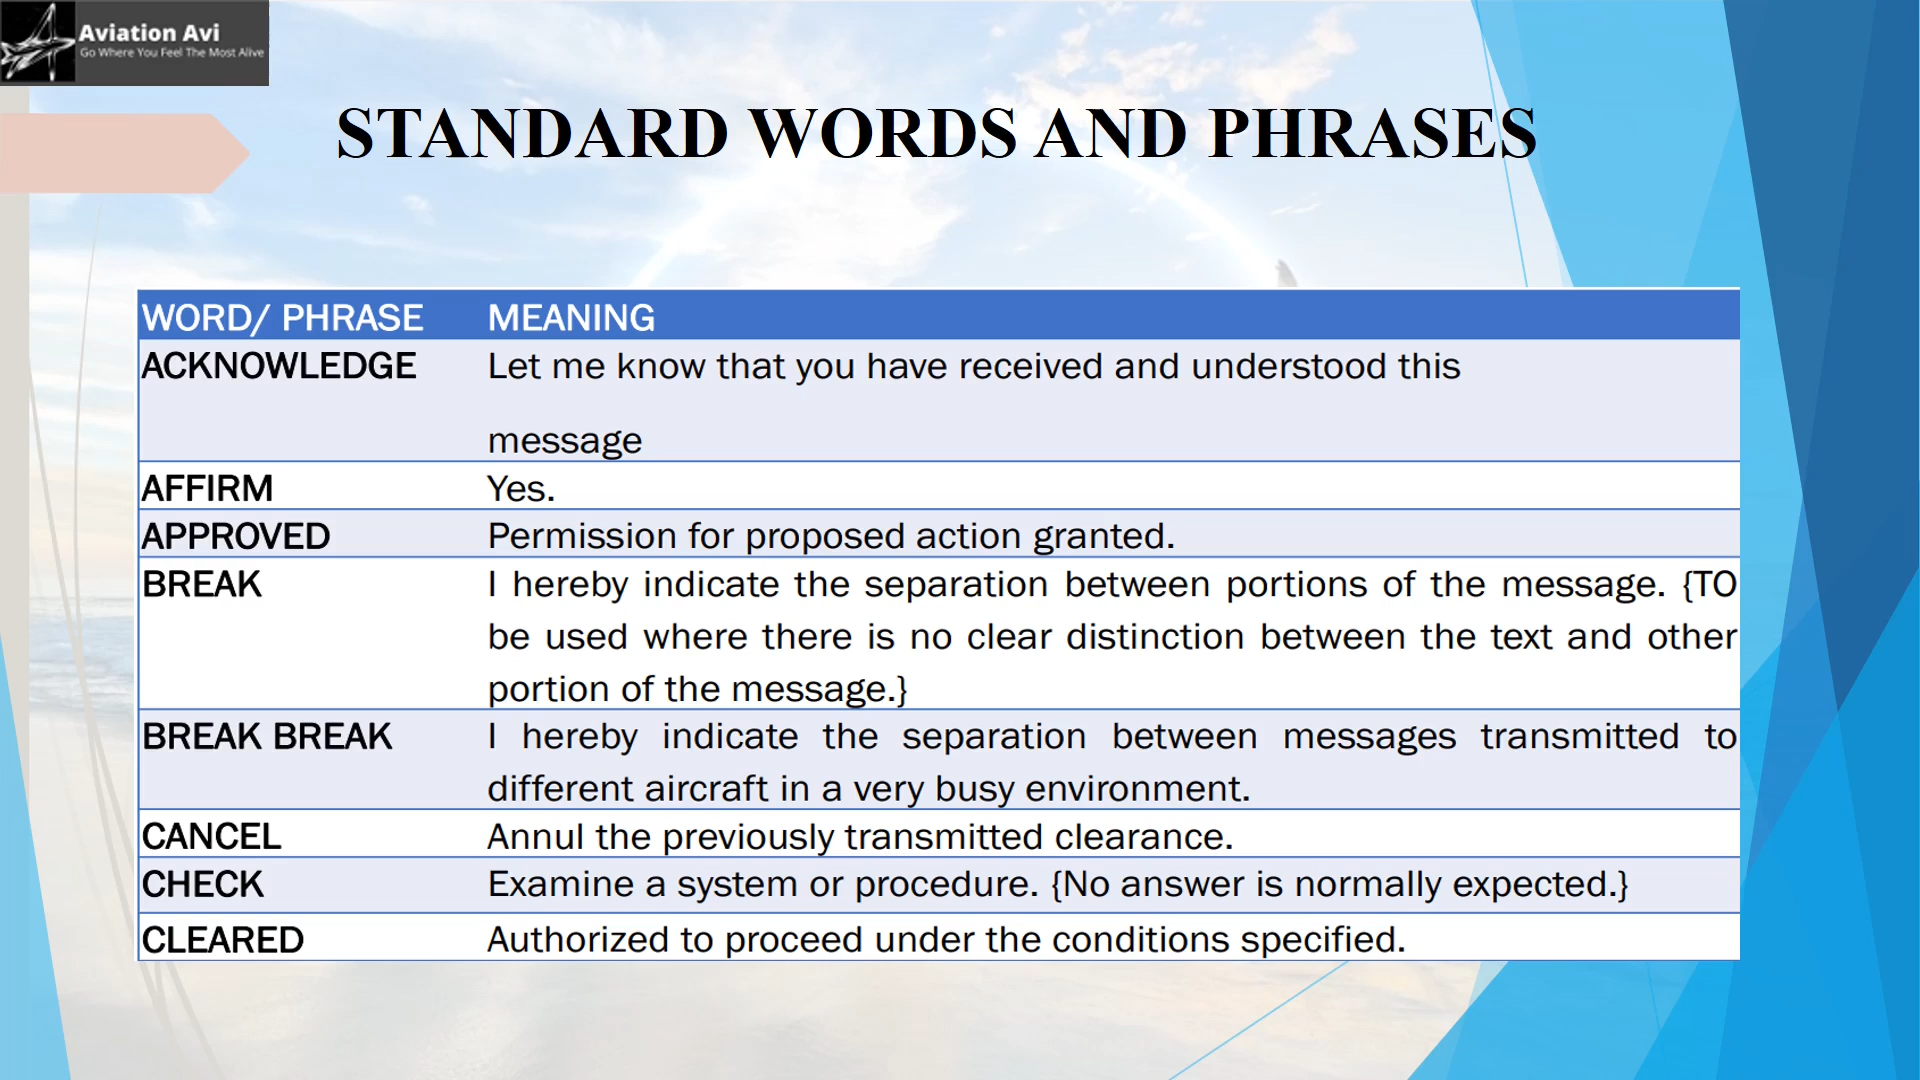 Aviation Avi
Go Where You Feel The Most Alive
STANDARD WORDS AND PHRASES
WORD/ PHRASE MEANING
ACKNOWLEDGE Let me know that you have received and understood this
message
AFFIRM Yes.
APPROVED Permission for proposed action granted.
BREAK I hereby indicate the separation between portions of the message. {TO
be used where there is no clear distinction between the text and other
portion of the message.}
BREAK BREAK I hereby indicate the separation between messages transmitted to
different aircraft in a very busy environment.
CANCEL Annul the previously transmitted clearance.
CHECK Examine a system or procedure. {No answer is normally expected.}
CLEARED Authorized to proceed under the conditions specified.